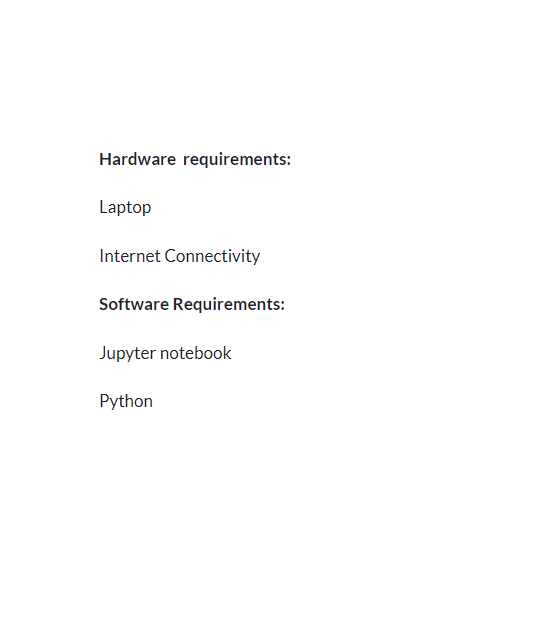 Hardware  requirements:
Laptop
Internet Connectivity
Software Requirements:
Jupyter notebook
Python